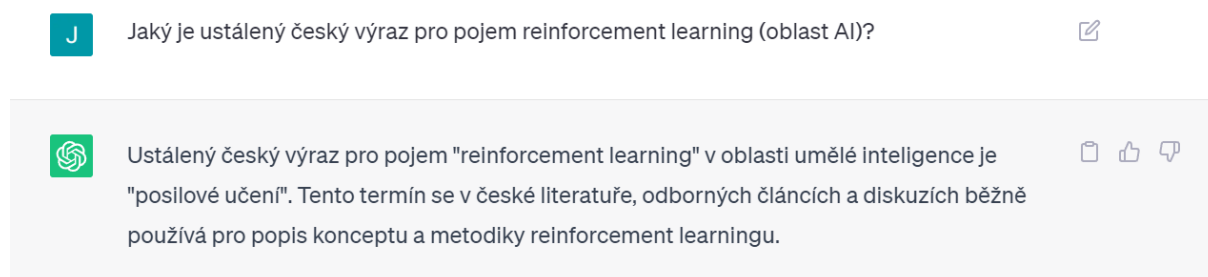 J
Jaký je ustálený český výraz pro pojem reinforcement learning (oblast AI)?
Ustálený český výraz pro pojem "reinforcement learning" v oblasti umělé inteligence je
"posilové učení". Tento termín se v české literatuře, odborných článcích a diskuzích běžně
používá pro popis konceptu a metodiky reinforcement learningu.